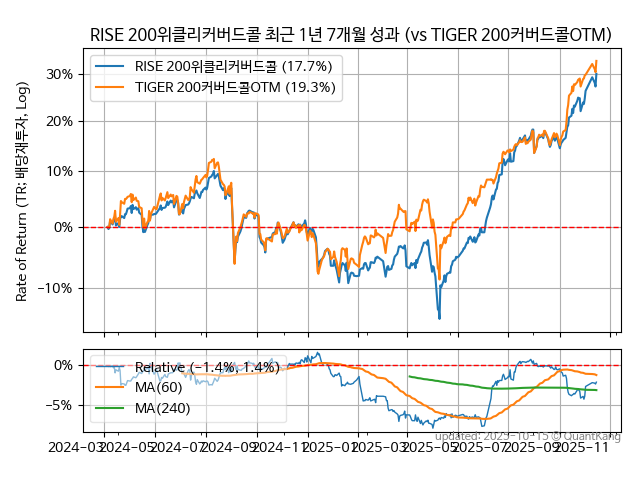 RISE 200위클리커버드콜 최근 1년 7개월 성과 (vs TIGER 200커버드콜OTM)
RISE 200위클리커버드콜 (17.7%)
TIGER 200커버드콜OTM (19.3%)
Rate of Return (TR: 배당재투자, Log)
30%
20%
10%
0%
−10%
Relative (−1.4%, 1.4%)
MA(60)
MA(240)
0%
−5%
updated: 2025-10-15 © QuantKang
2024-03
2024-05
2024-07
2024-09
2024-11
2025-01
2025-03
2025-05
2025-07
2025-09
2025-11